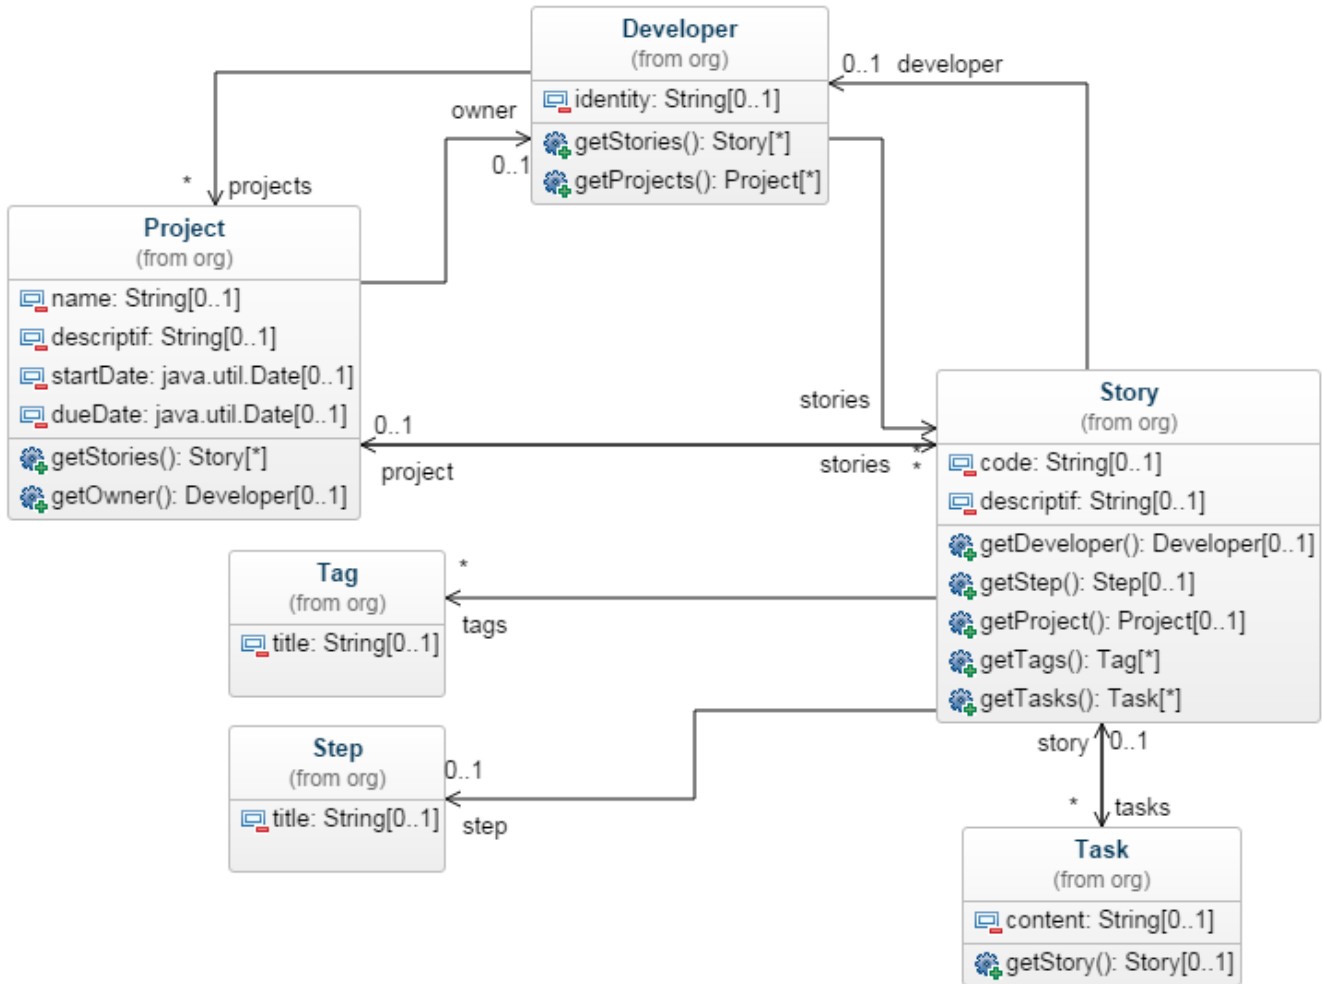 Developer
(from org)
identity: String[0..1]
getStories(): Story[*]
getProjects(): Project[*]
0..1 developer
owner
0..1
* projects
Project
(from org)
name: String[0..1]
descriptif: String[0..1]
startDate: java.util.Date[0..1]
dueDate: java.util.Date[0..1]
getStories(): Story[*]
getOwner(): Developer[0..1]
0..1
project
stories
*
stories
*
Story
(from org)
code: String[0..1]
descriptif: String[0..1]
getDeveloper(): Developer[0..1]
getStep(): Step[0..1]
getProject(): Project[0..1]
getTags(): Tag[*]
getTasks(): Task[*]
Tag
(from org)
title: String[0..1]
*
tags
Step
(from org)
title: String[0..1]
0..1
step
story 0..1
* tasks
Task
(from org)
content: String[0..1]
getStory(): Story[0..1]